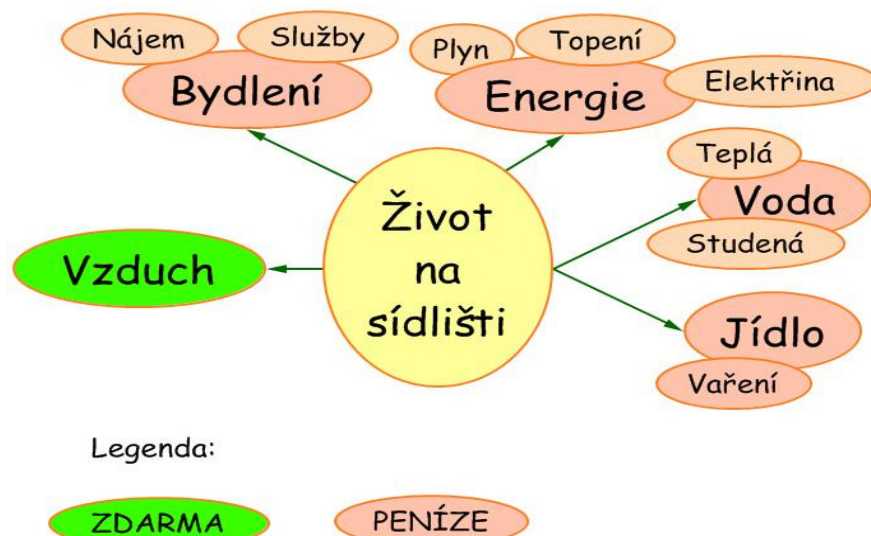 Nájem
Služby
Bydlení
Plyn
Topení
Energie
Elektřina
Teplá
Voda
Studená
Život
na
sídlišti
Vzduch
Jídlo
Vaření
Legenda:
ZDARMA
PENÍZE